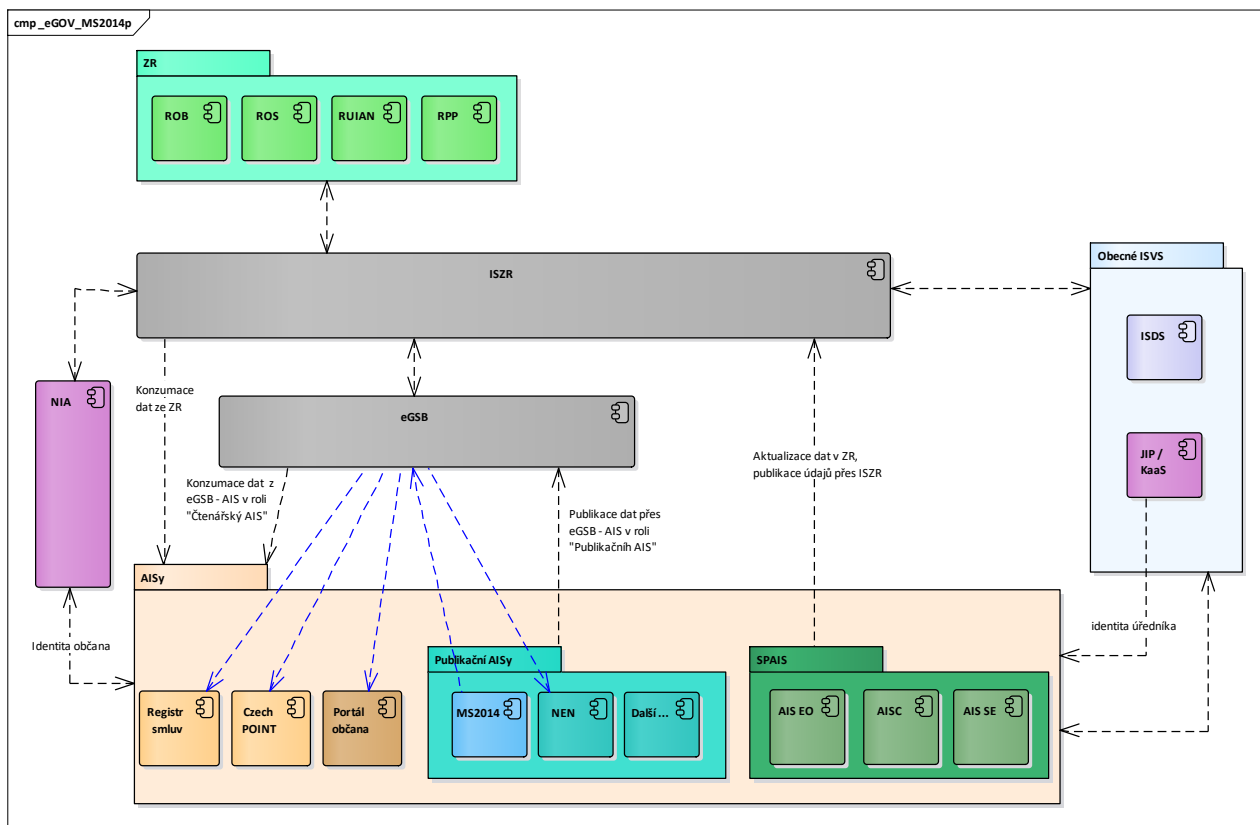 cmp_eGOV_MS2014p
ZR
ROB
ROS
RUIAN
RPP
ISZR
Obecné ISVS
ISDS
JIP /
KaaS
NIA
Konzumace
dat ze ZR
eGSB
Konzumace dat z
eGSB - AIS v roli
"Čtenářský AIS"
Publikace dat přes
eGSB - AIS v roli
"Publikačníh AIS"
Aktualizace dat v ZR,
publikace údajů přes ISZR
AISy
Identita občana
identita úředníka
Registr
smluv
Czech
POINT
Portál
občana
Publikační AISy
MS2014
NEN
Další ...
SPAIS
AIS EO
AISC
AIS SE